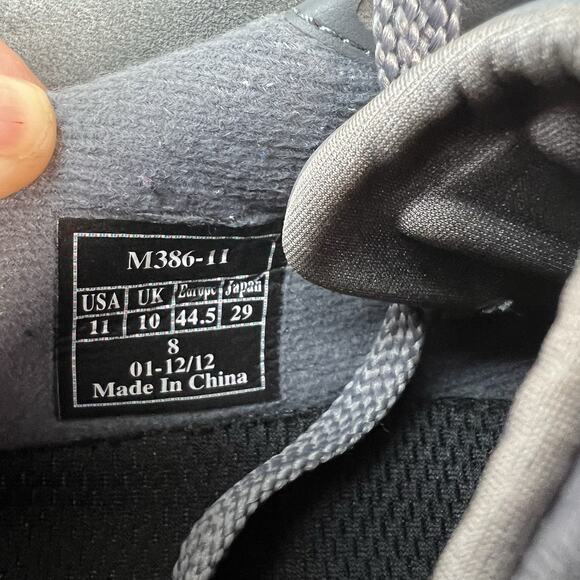 M386-11
USA UK Europe Japan
11 10 44.5 29
8
01-12/12
Made In China